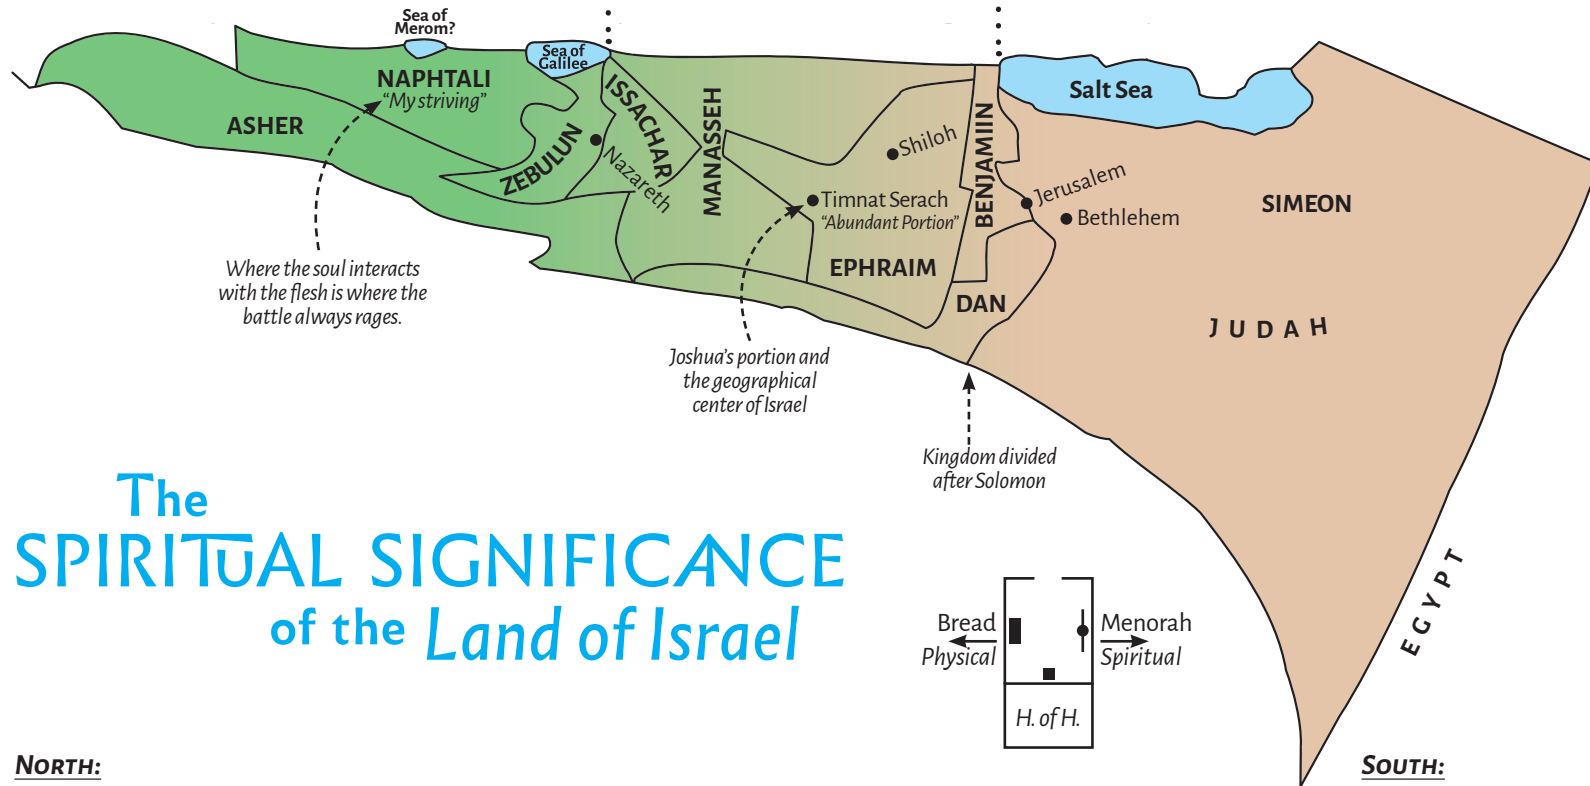 Sea of
Merom?
Sea of
Galilee
NAPHTALI
“My striving”
ASHER
ZEBULUN
Nazareth
ISSACHAR
MANASSEH
Shiloh
Timnat Serach
“Abundant Portion”
EPHRAIM
BENJAMIIN
DAN
Salt Sea
Jerusalem
Bethlehem
SIMEON
JUDAH
EGYPT
Where the soul interacts
with the flesh is where the
battle always rages.
Joshua’s portion and
the geographical
center of Israel
Kingdom divided
after Solomon
The
SPIRITUAL SIGNIFICANCE
of the Land of Israel
Bread
Physical
Menorah
Spiritual
H. of H.
NORTH:
SOUTH: